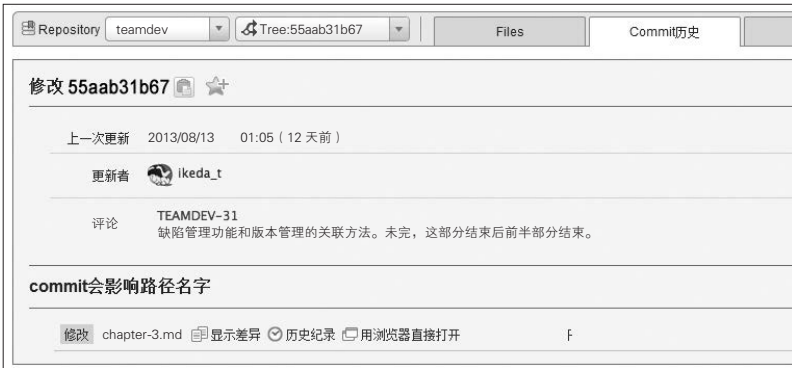 Repository teamdev Tree:55aab31b67 Files Commit历史
修改 55aab31b67
上一次更新 2013/08/13 01:05（12 天前）
更新者 ikeda_t
评论 TEAMDEV-31
缺陷管理功能和版本管理的关联方法。未完，这部分结束后前半部分结束。
commit会影响路径名字
修改 chapter-3.md 显示差异 历史纪录 用浏览器直接打开